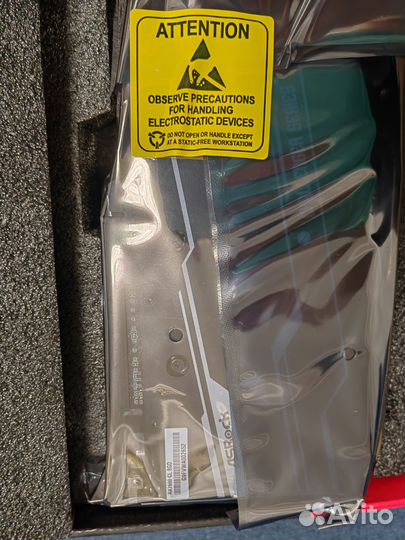 ATTENTION
OBSERVE PRECAUTIONS
FOR HANDLING
ELECTROSTATIC DEVICES
DO NOT OPEN OR HANDLE EXCEPT
AT A STATIC-FREE WORKSTATION
ASRock
Avito